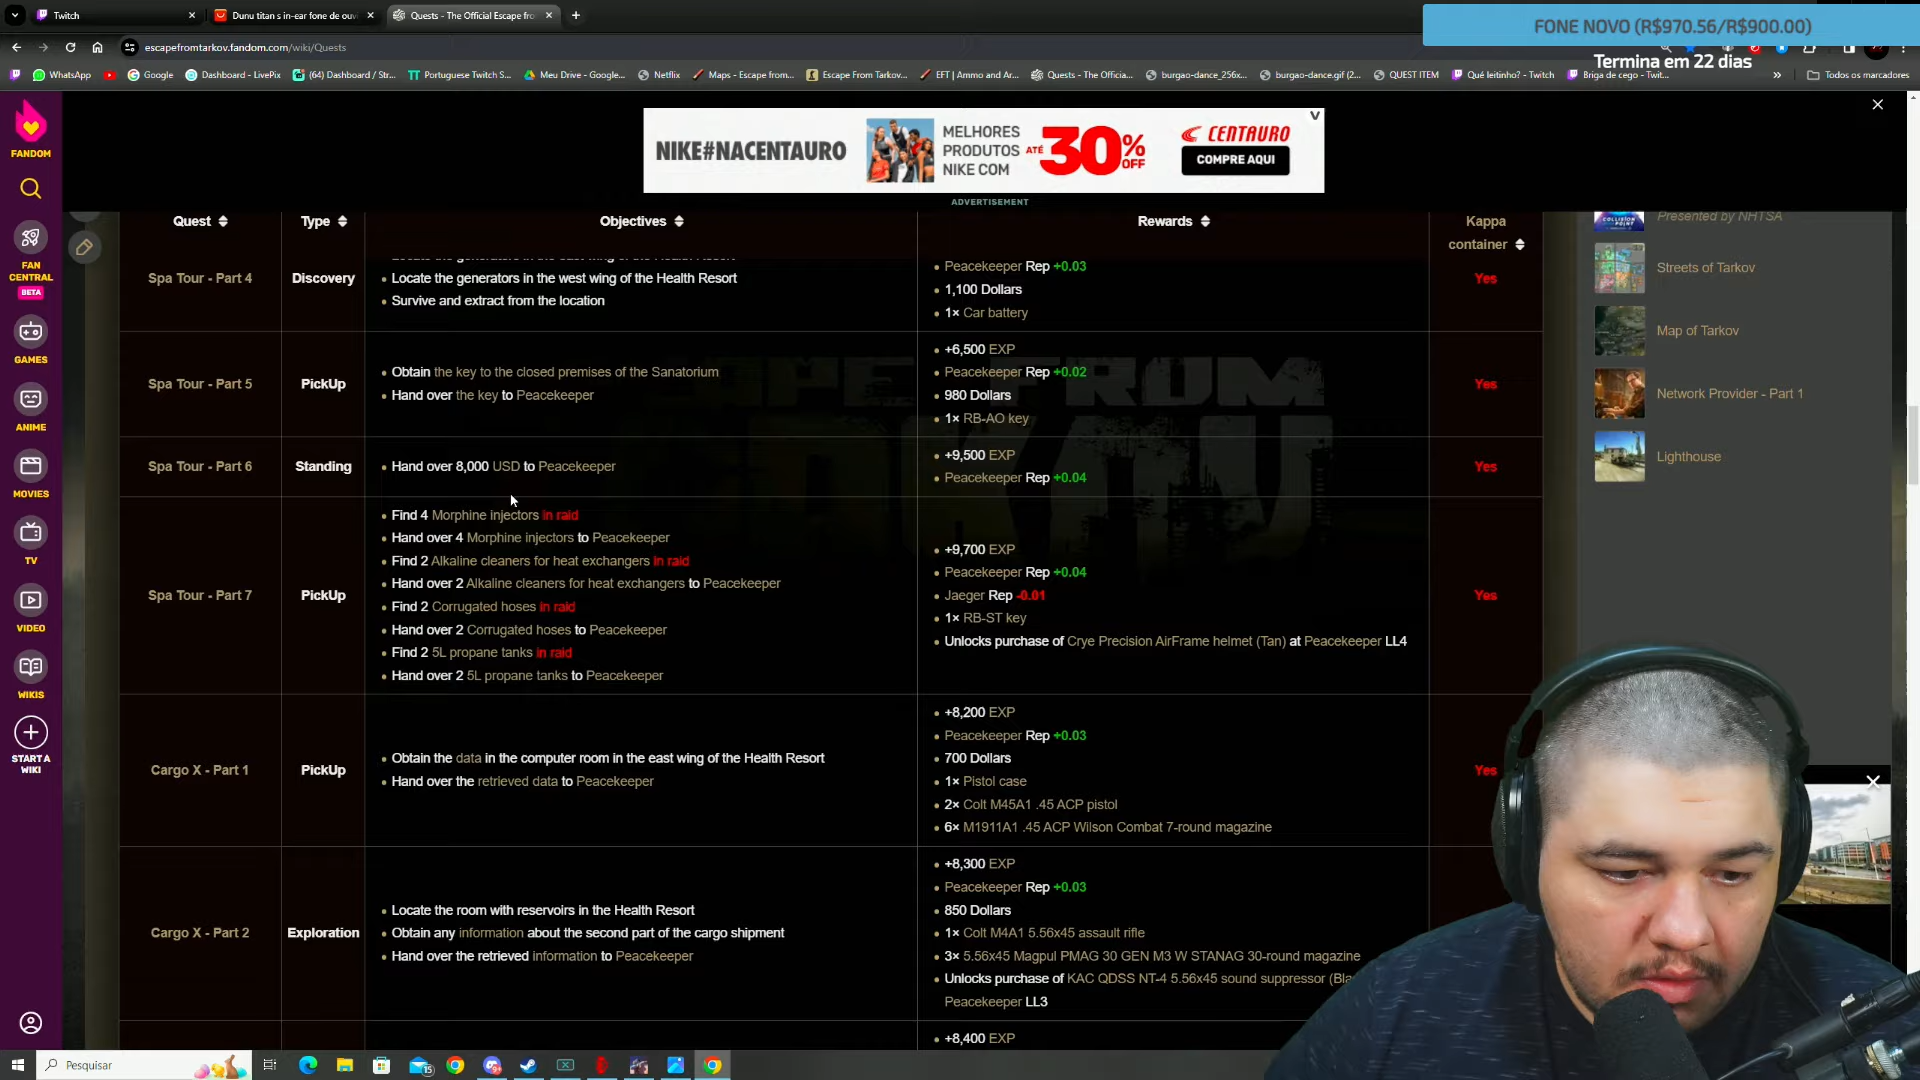 Twitch
Dunu titan s in-ear fone de ouvi
Quests - The Official Escape fro
escapefromtarkov.fandom.com/wiki/Quests
FONE NOVO (R$970.56/R$900.00)
Termina em 22 dias
WhatsApp
Google
Dashboard - LivePix
(64) Dashboard / Str...
Portuguese Twitch S...
Meu Drive - Google...
Netflix
Maps - Escape from...
Escape From Tarkov...
EFT | Ammo and Ar...
Quests - The Officia...
burgao-dance_256x...
burgao-dance.gif (2...
QUEST ITEM
Qué leitinho? - Twitch
Briga de cego - Twit...
Todos os marcadores
FANDOM
FAN CENTRAL
BETA
GAMES
ANIME
MOVIES
TV
VIDEO
WIKIS
START A WIKI
NIKE#NACENTAURO
MELHORES
PRODUTOS
NIKE COM
ATÉ
30%
OFF
CENTAURO
COMPRE AQUI
ADVERTISEMENT
Quest
Type
Objectives
Rewards
Kappa container
Spa Tour - Part 4
Discovery
Locate the generators in the east wing of the Health Resort
Locate the generators in the west wing of the Health Resort
Survive and extract from the location
Peacekeeper Rep +0.03
1,100 Dollars
1× Car battery
Yes
Spa Tour - Part 5
PickUp
Obtain the key to the closed premises of the Sanatorium
Hand over the key to Peacekeeper
+6,500 EXP
Peacekeeper Rep +0.02
980 Dollars
1× RB-AO key
Yes
Spa Tour - Part 6
Standing
Hand over 8,000 USD to Peacekeeper
+9,500 EXP
Peacekeeper Rep +0.04
Yes
Spa Tour - Part 7
PickUp
Find 4 Morphine injectors in raid
Hand over 4 Morphine injectors to Peacekeeper
Find 2 Alkaline cleaners for heat exchangers in raid
Hand over 2 Alkaline cleaners for heat exchangers to Peacekeeper
Find 2 Corrugated hoses in raid
Hand over 2 Corrugated hoses to Peacekeeper
Find 2 5L propane tanks in raid
Hand over 2 5L propane tanks to Peacekeeper
+9,700 EXP
Peacekeeper Rep +0.04
Jaeger Rep -0.01
1× RB-ST key
Unlocks purchase of Crye Precision AirFrame helmet (Tan) at Peacekeeper LL4
Yes
Cargo X - Part 1
PickUp
Obtain the data in the computer room in the east wing of the Health Resort
Hand over the retrieved data to Peacekeeper
+8,200 EXP
Peacekeeper Rep +0.03
700 Dollars
1× Pistol case
2× Colt M45A1 .45 ACP pistol
6× M1911A1 .45 ACP Wilson Combat 7-round magazine
Yes
Cargo X - Part 2
Exploration
Locate the room with reservoirs in the Health Resort
Obtain any information about the second part of the cargo shipment
Hand over the retrieved information to Peacekeeper
+8,300 EXP
Peacekeeper Rep +0.03
850 Dollars
1× Colt M4A1 5.56x45 assault rifle
3× 5.56x45 Magpul PMAG 30 GEN M3 W STANAG 30-round magazine
Unlocks purchase of KAC QDSS NT-4 5.56x45 sound suppressor (Bla
Peacekeeper LL3
+8,400 EXP
Presented by NHTSA
Streets of Tarkov
Map of Tarkov
Network Provider - Part 1
Lighthouse
Pesquisar